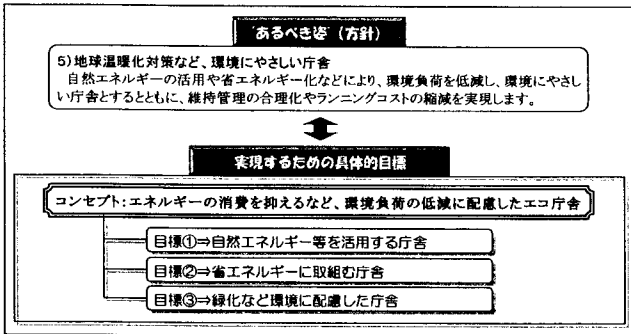 “あるべき姿”（方針）
5）地球温暖化対策など、環境にやさしい庁舎
自然エネルギーの活用や省エネルギー化などにより、環境負荷を低減し、環境にやさし
い庁舎とするとともに、維持管理の合理化やランニングコストの縮減を実現します。
実現するための具体的目標
コンセプト：エネルギーの消費を抑えるなど、環境負荷の低減に配慮したエコ庁舎
目標①⇒自然エネルギー等を活用する庁舎
目標②⇒省エネルギーに取組む庁舎
目標③⇒緑化など環境に配慮した庁舎